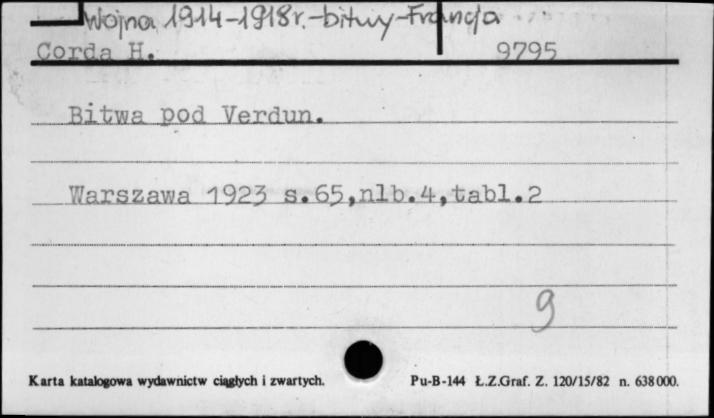 Wojna 1914-1918r.-bitwy-Francja
Corda H. 9795
Bitwa pod Verdun.
Warszawa 1923 s.65,nlb.4,tabl.2
9
Karta katalogowa wydawnictw ciągłych i zwartych. Pu-B-144 Ł.Z.Graf. Z. 120/15/82 n. 638000.